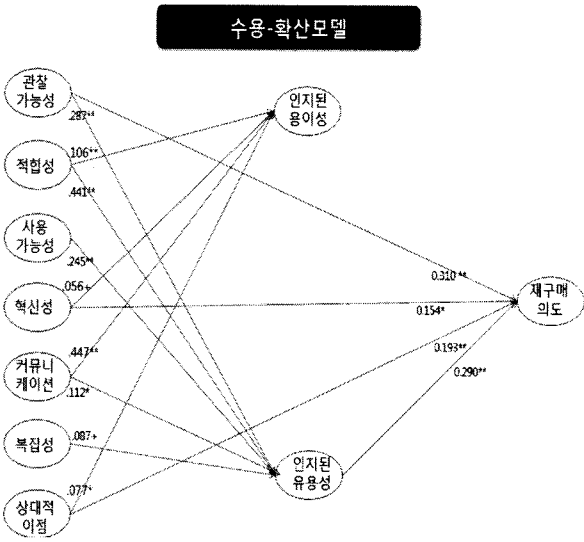 수용-확산모델
관찰
가능성
인지된
용이성
.287**
.106**
적합성
.441**
사용
가능성
.245**
.056+
혁신성
0.310**
0.154*
재구매
의도
.447**
커뮤니
케이션
.112*
0.193**
0.290**
복잡성
.087+
인지된
유용성
.077*
상대적
이점